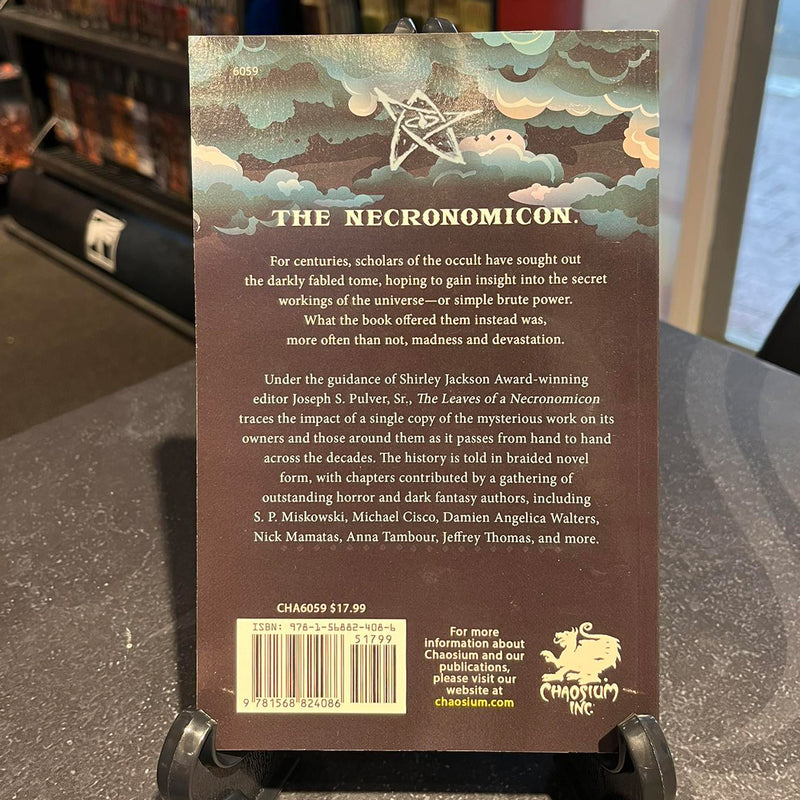 6059
THE NECRONOMICON.
For centuries, scholars of the occult have sought out
the darkly fabled tome, hoping to gain insight into the secret
workings of the universe—or simple brute power.
What the book offered them instead was,
more often than not, madness and devastation.
Under the guidance of Shirley Jackson Award-winning
editor Joseph S. Pulver, Sr., The Leaves of a Necronomicon
traces the impact of a single copy of the mysterious work on its
owners and those around them as it passes from hand to hand
across the decades. The history is told in braided novel
form, with chapters contributed by a gathering of
outstanding horror and dark fantasy authors, including
S. P. Miskowski, Michael Cisco, Damien Angelica Walters,
Nick Mamatas, Anna Tambour, Jeffrey Thomas, and more.
CHA6059 $17.99
ISBN: 978-1-56882-408-6
51799
9 781568 824086
For more
information about
Chaosium and our
publications,
please visit our
website at
chaosium.com
CHAOSIUM
INC.